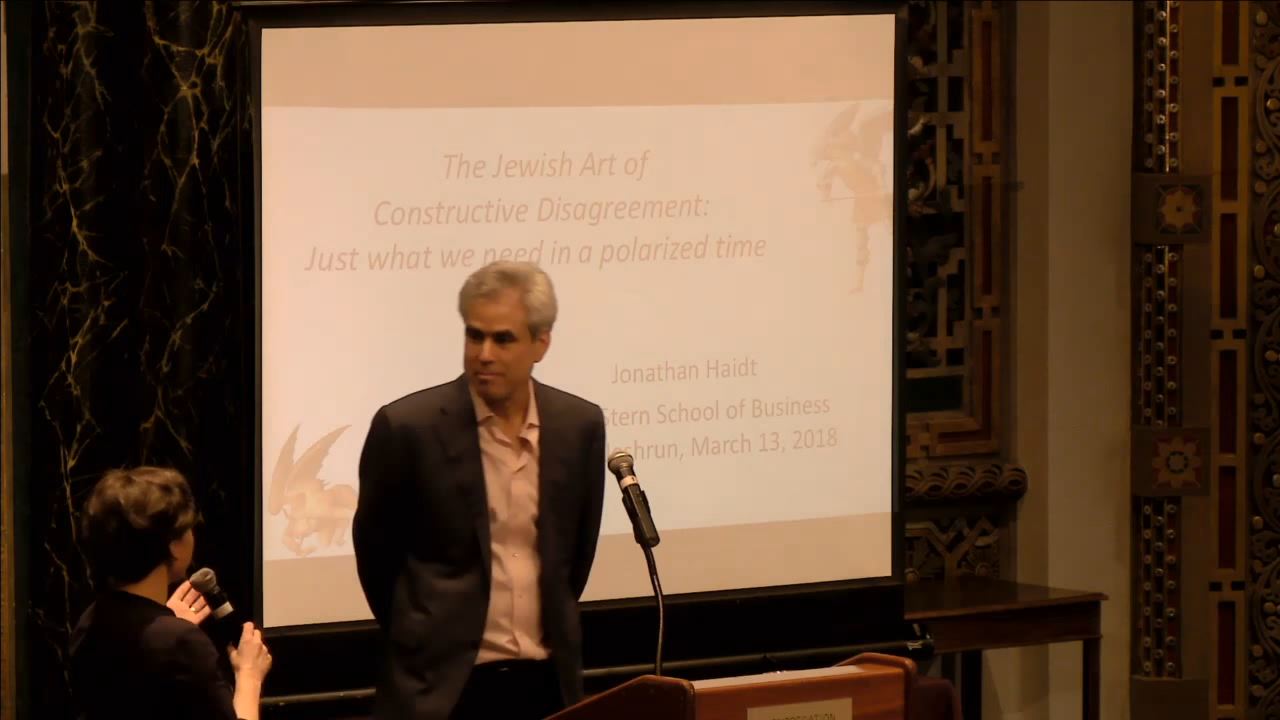 The Jewish Art of
Constructive Disagreement:
Just what we need in a polarized time
Jonathan Haidt
Stern School of Business
March 13, 2018